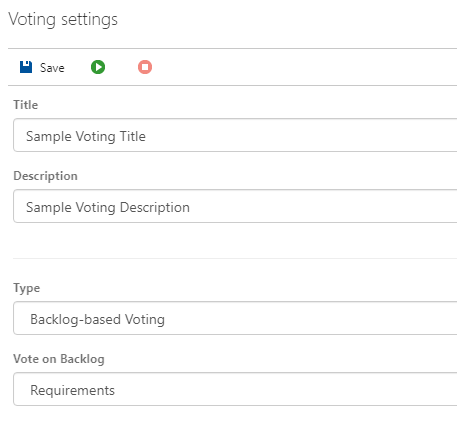 Voting settings
Save
Title
Sample Voting Title
Description
Sample Voting Description
Type
Backlog-based Voting
Vote on Backlog
Requirements